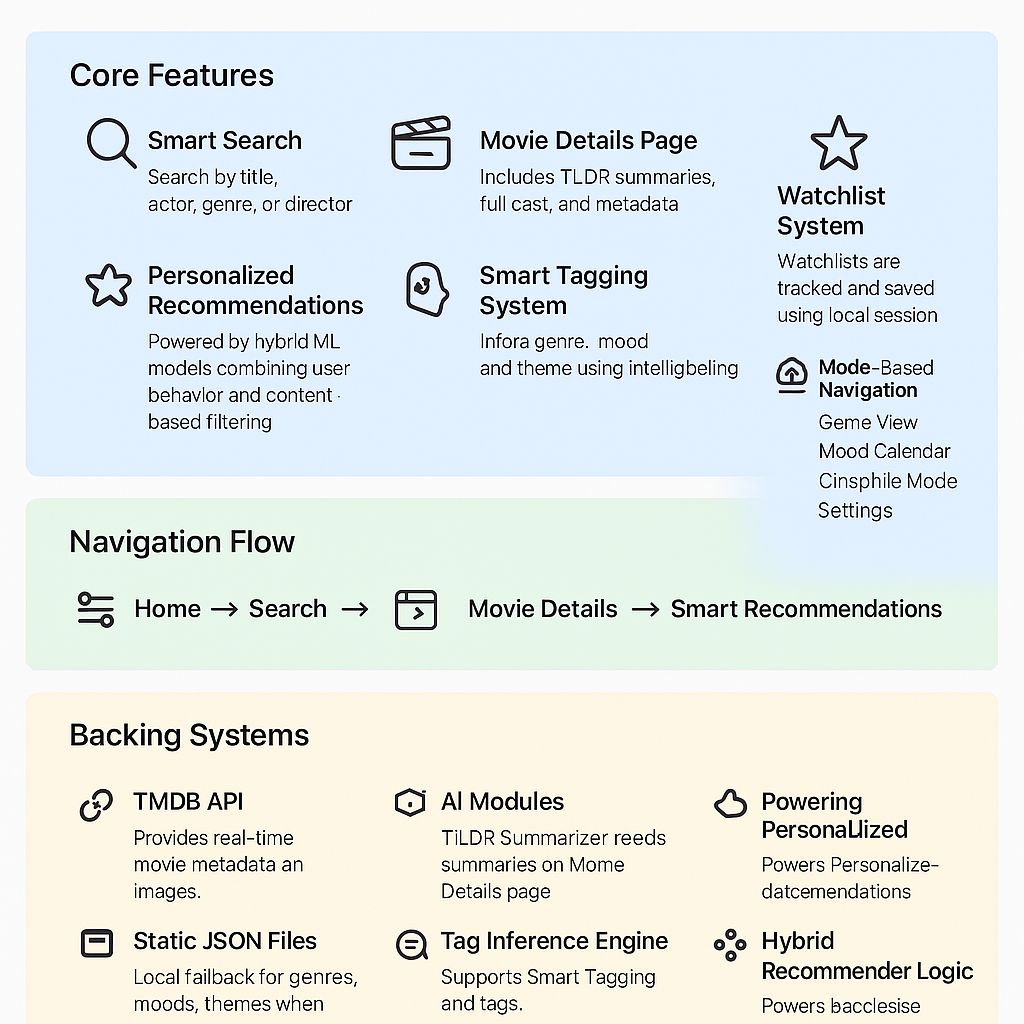 Core Features
Smart Search
Search by title,
actor, genre, or director
Movie Details Page
Includes TLDR summaries,
full cast, and metadata
Watchlist
System
Watchlists are
tracked and saved
using local session
Personalized
Recommendations
Powered by hybrld ML
models combining user
behavlor and content ·
based filtering
Smart Tagging
System
Infora genre. mood
and theme using intelligbeling
Mode-Based
Navigation
Geme View
Mood Calendar
Cinsphile Mode
Settings
Navigation Flow
Home → Search →
Movie Details → Smart Recommendations
Backing Systems
TMDB API
Provides real-time
movie metadata an
images.
AI Modules
TiLDR Summarizer reeds
summaries on Mome
Details page
Powering
PersonaLlized
Powers Personalize-
datcemendations
Static JSON Files
Local failback for genres,
moods, themes when
Tag Inference Engine
Supports Smart Tagging
and tags.
Hybrid
Recommender Logic
Powers bacclesise